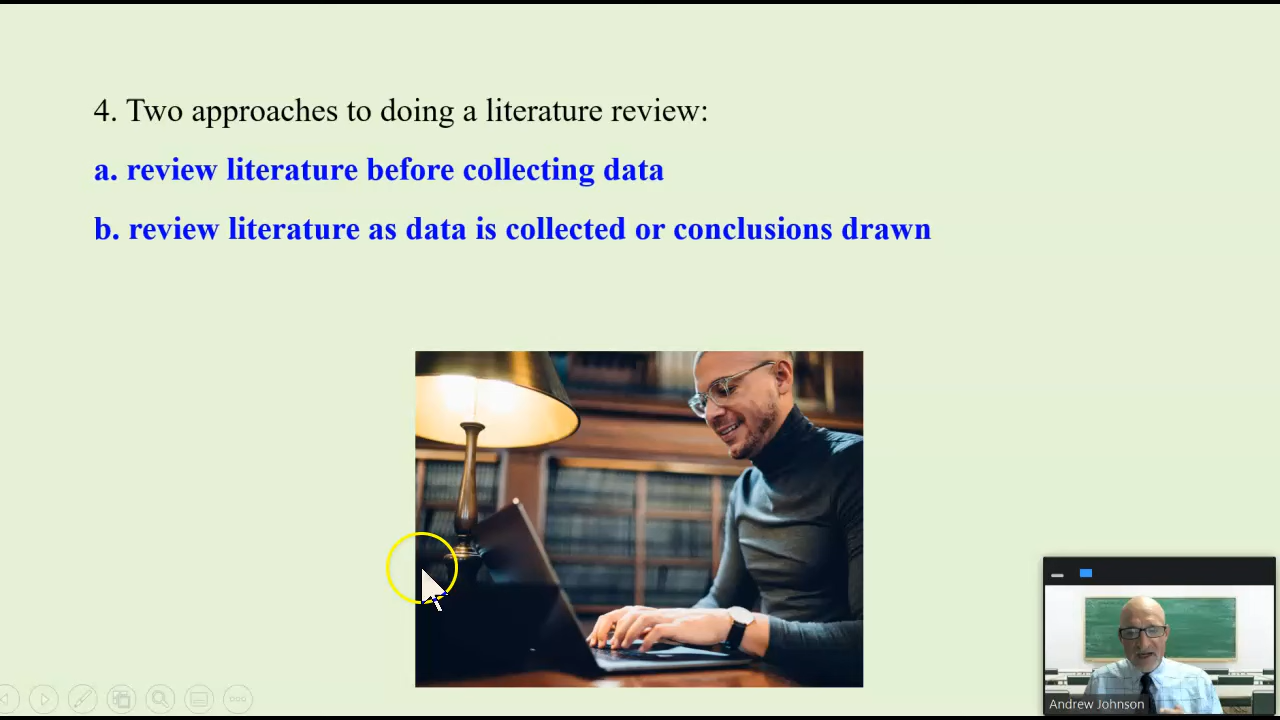 4. Two approaches to doing a literature review:
a. review literature before collecting data
b. review literature as data is collected or conclusions drawn
Andrew Johnson